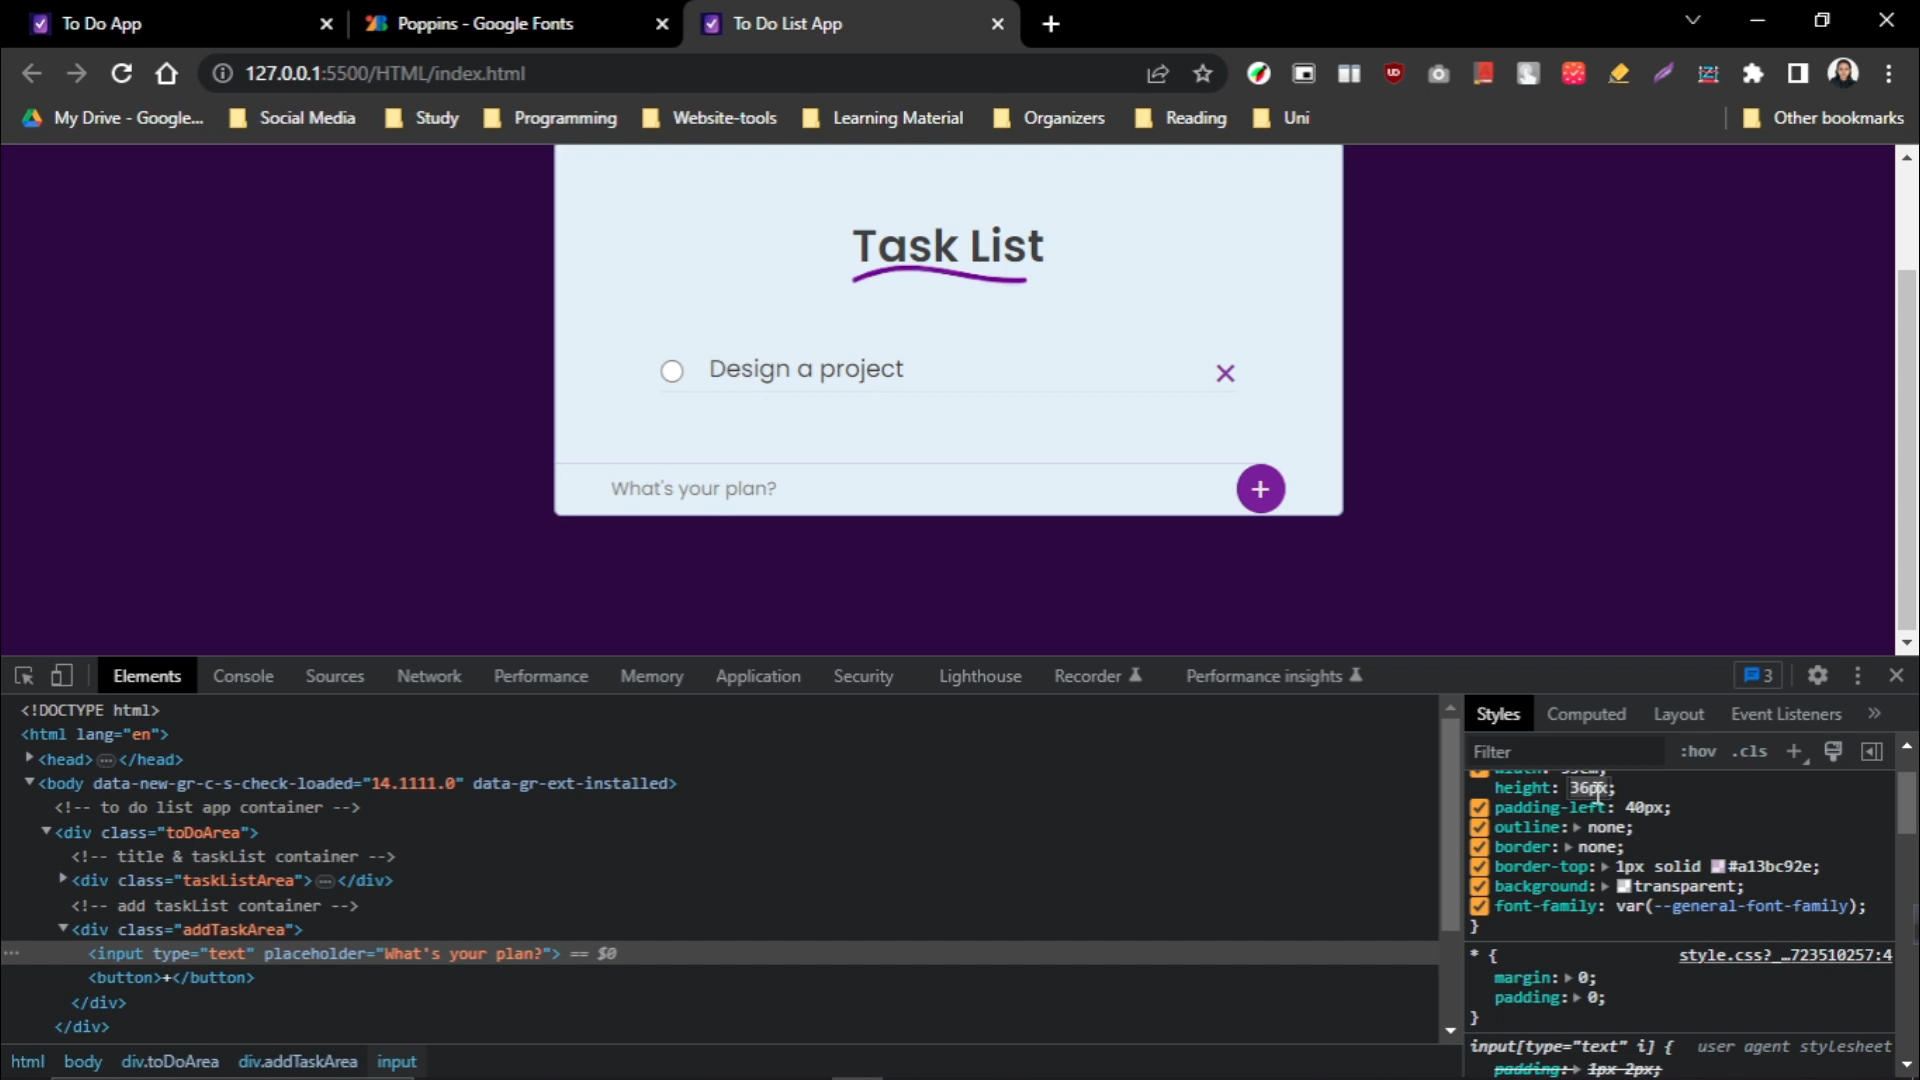 To Do App
Poppins - Google Fonts
To Do List App
127.0.0.1:5500/HTML/index.html
My Drive - Google...
Social Media
Study
Programming
Website-tools
Learning Material
Organizers
Reading
Uni
Other bookmarks
Task List
Design a project
What's your plan?
+
Elements
Console
Sources
Network
Performance
Memory
Application
Security
Lighthouse
Recorder
Performance insights
3
<!DOCTYPE html>
<html lang="en">
<head>…</head>
<body data-new-gr-c-s-check-loaded="14.1111.0" data-gr-ext-installed>
<!-- to do list app container -->
<div class="toDoArea">
<!-- title & taskList container -->
<div class="taskListArea">…</div>
<!-- add taskList container -->
<div class="addTaskArea">
<input type="text" placeholder="What's your plan?"> == $0
<button>+</button>
</div>
</div>
html body div.toDoArea div.addTaskArea input
Styles
Computed
Layout
Event Listeners
Filter
:hov .cls +
height: 36px;
padding-left: 40px;
outline: none;
border: none;
border-top: 1px solid #a13bc92e;
background: transparent;
font-family: var(--general-font-family);
}
* {
style.css?_…723510257:4
margin: 0;
padding: 0;
}
input[type="text" i] {
user agent stylesheet
padding: 1px 2px;